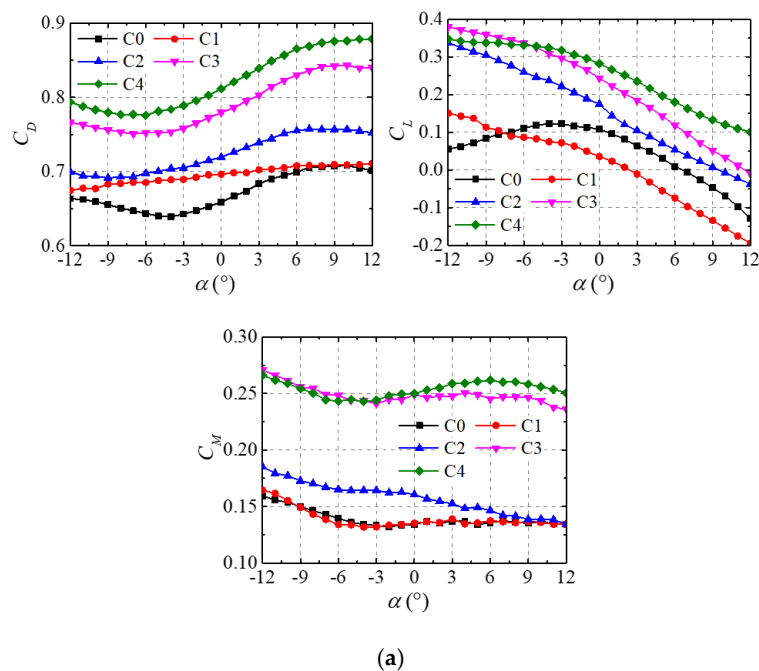 0.9
0.8
0.7
0.6
C_D
C0 C1
C2 C3
C4
-12 -9 -6 -3 0 3 6 9 12
α (°)
0.4
0.3
0.2
0.1
0.0
-0.1
-0.2
C_L
C0 C1
C2 C3
C4
-12 -9 -6 -3 0 3 6 9 12
α (°)
0.30
0.25
0.20
0.15
0.10
C_M
C0 C1
C2 C3
C4
-12 -9 -6 -3 0 3 6 9 12
α (°)
(a)